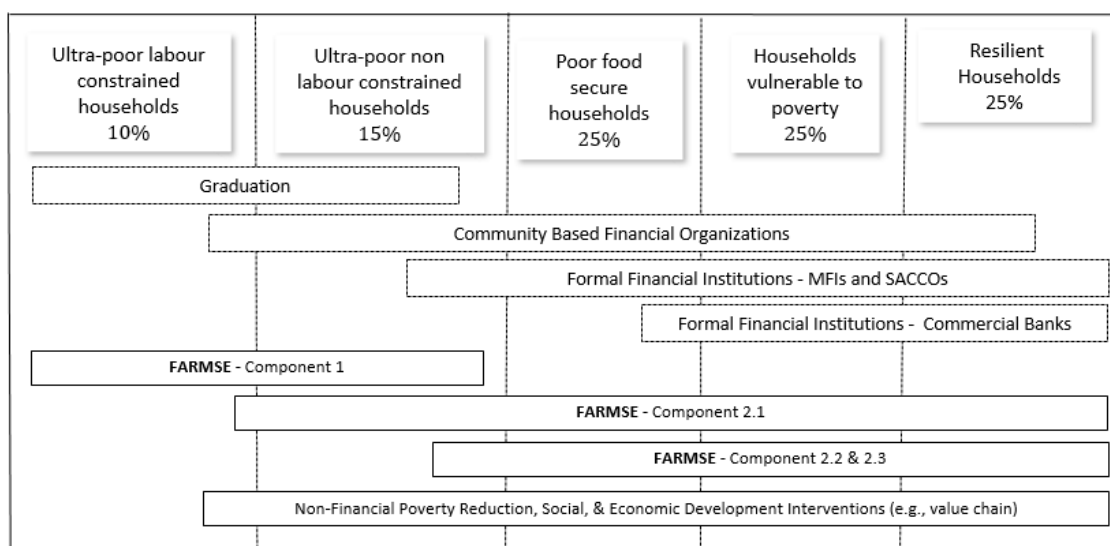 Ultra-poor labour
constrained
households
10%
Ultra-poor non
labour constrained
households
15%
Poor food
secure
households
25%
Households
vulnerable to
poverty
25%
Resilient
Households
25%
Graduation
Community Based Financial Organizations
Formal Financial Institutions - MFIs and SACCOs
Formal Financial Institutions - Commercial Banks
FARMSE - Component 1
FARMSE - Component 2.1
FARMSE - Component 2.2 & 2.3
Non-Financial Poverty Reduction, Social, & Economic Development Interventions (e.g., value chain)